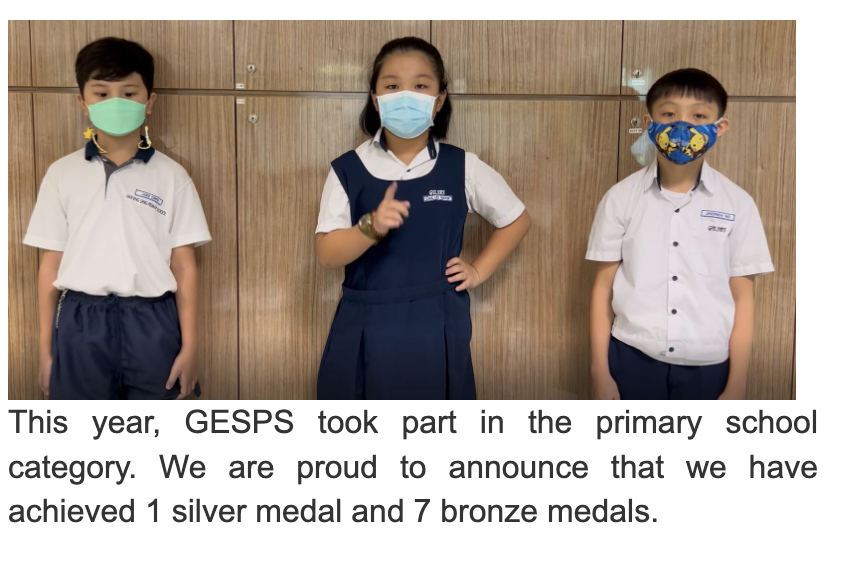 This year, GESPS took part in the primary school
category. We are proud to announce that we have
achieved 1 silver medal and 7 bronze medals.